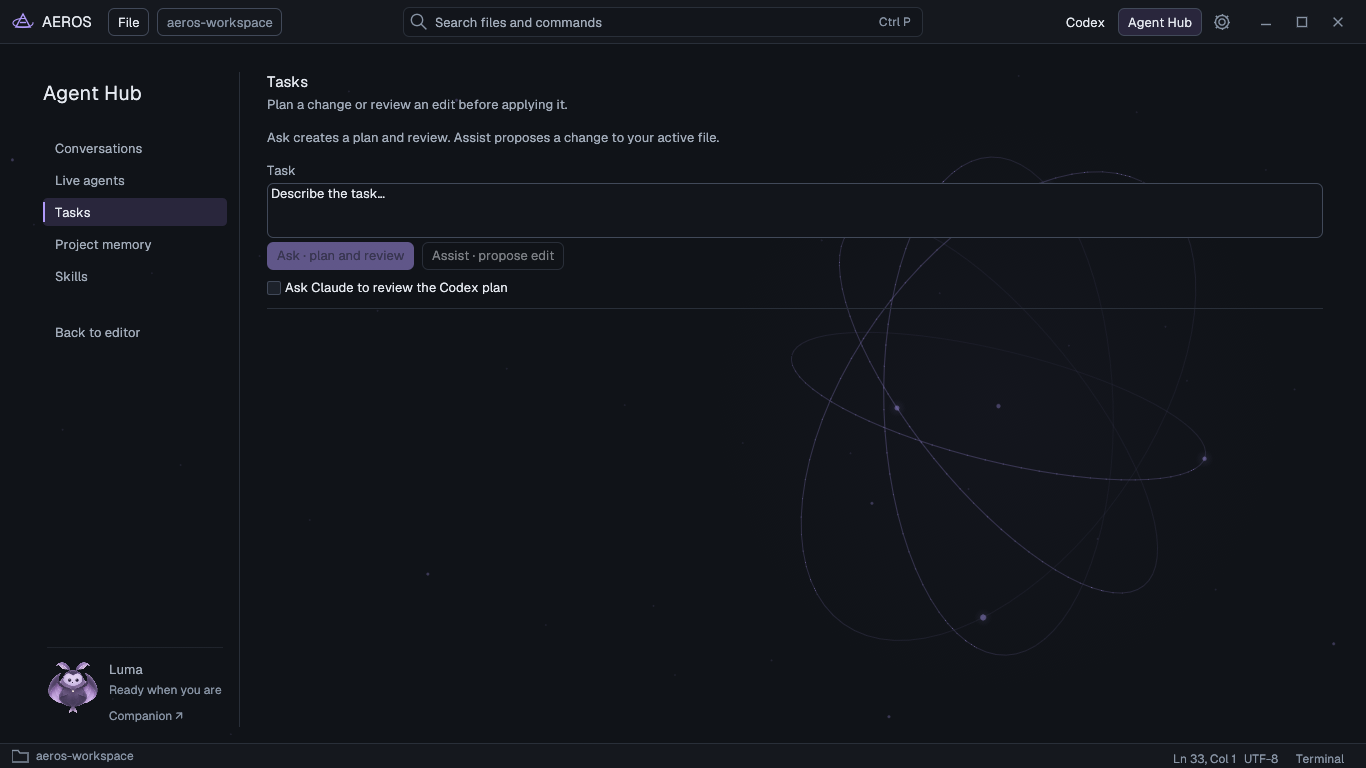 AEROS File aeros-workspace Search files and commands Ctrl P Codex Agent Hub
Agent Hub
Conversations
Live agents
Tasks
Project memory
Skills
Back to editor
Tasks
Plan a change or review an edit before applying it.
Ask creates a plan and review. Assist proposes a change to your active file.
Task
Describe the task…
Ask · plan and review Assist · propose edit
Ask Claude to review the Codex plan
Luma
Ready when you are
Companion ↗
aeros-workspace Ln 33, Col 1 UTF-8 Terminal